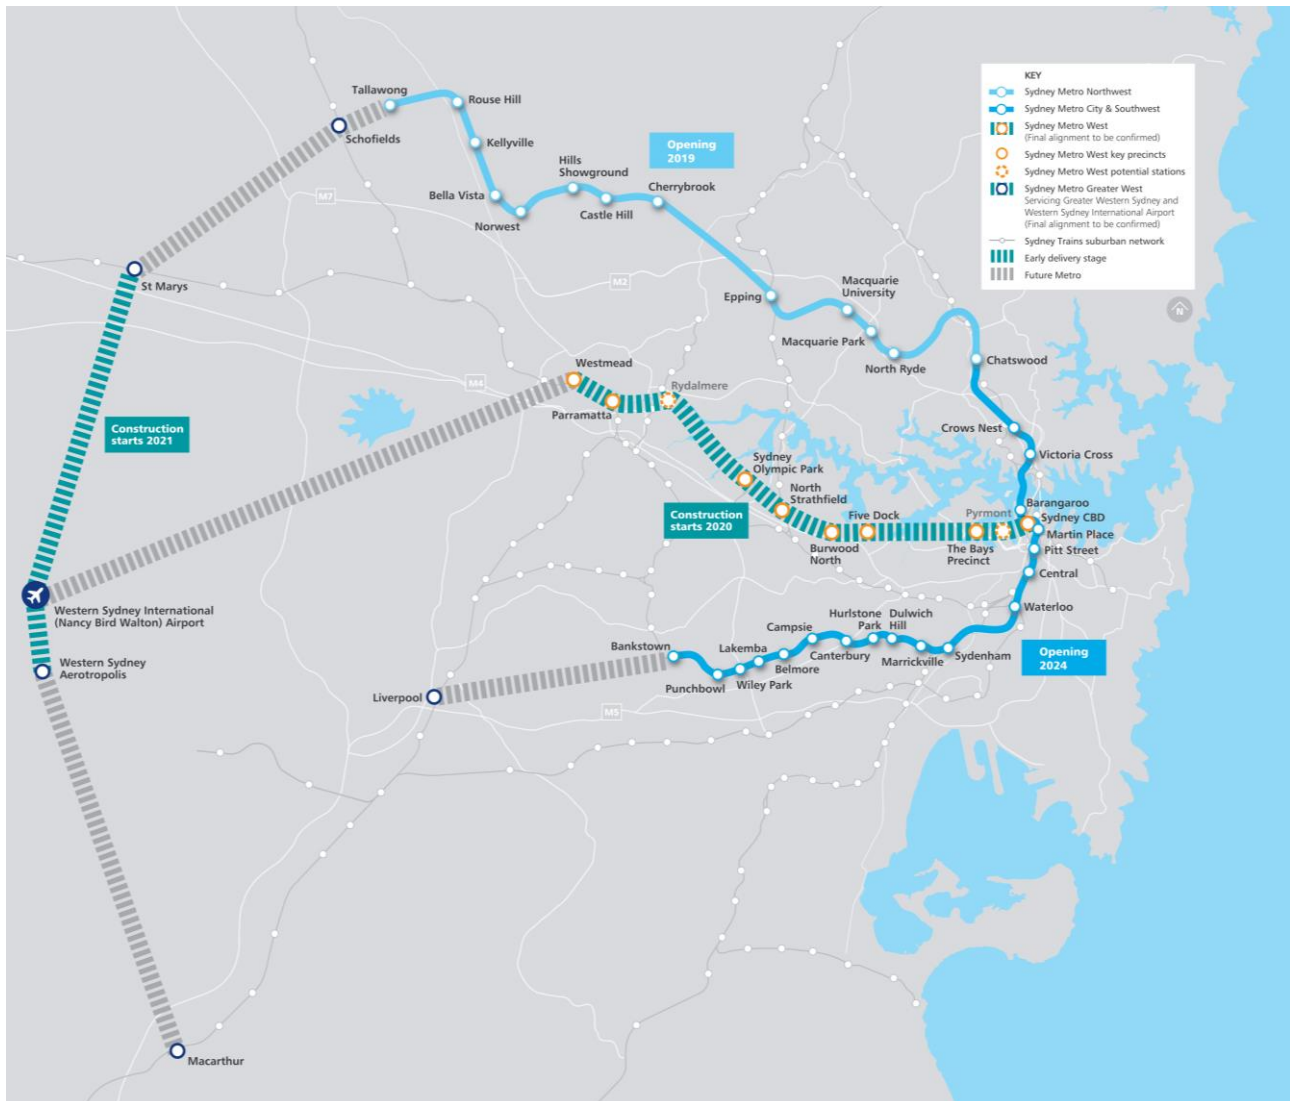 KEY
Sydney Metro Northwest
Sydney Metro City & Southwest
Sydney Metro West
(Final alignment to be confirmed)
Sydney Metro West key precincts
Sydney Metro West potential stations
Sydney Metro Greater West
Servicing Greater Western Sydney and
Western Sydney International Airport
(Final alignment to be confirmed)
Sydney Trains suburban network
Early delivery stage
Future Metro
N
Tallawong
Rouse Hill
Schofields
Kellyville
Opening
2019
Hills
Showground
Cherrybrook
Bella Vista
M7
Castle Hill
Norwest
St Marys
M2
Epping
Macquarie
University
Macquarie Park
North Ryde
Chatswood
Westmead
M4
Rydalmere
Parramatta
Construction
starts 2021
Crows Nest
Victoria Cross
Sydney
Olympic Park
North
Strathfield
Barangaroo
Construction
starts 2020
Five Dock
Pyrmont
Sydney CBD
Martin Place
Burwood
North
The Bays
Precinct
Pitt Street
Central
Western Sydney International
(Nancy Bird Walton) Airport
Waterloo
Hurlstone
Park
Dulwich
Hill
Campsie
Bankstown
Lakemba
Canterbury
Belmore
Marrickville
Sydenham
Opening
2024
Western Sydney
Aerotropolis
Punchbowl
Wiley Park
Liverpool
M5
Macarthur